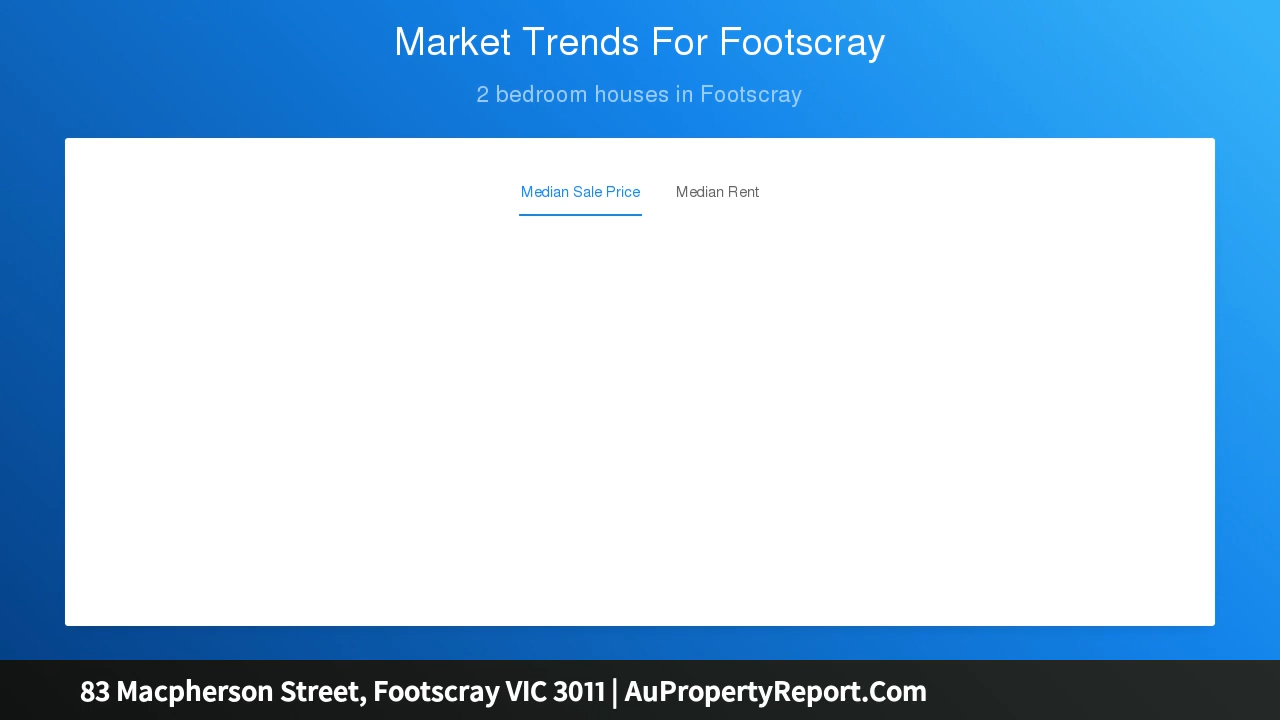 Market Trends For Footscray
2 bedroom houses in Footscray
Median Sale Price Median Rent
83 Macpherson Street, Footscray VIC 3011 | AuPropertyReport.Com